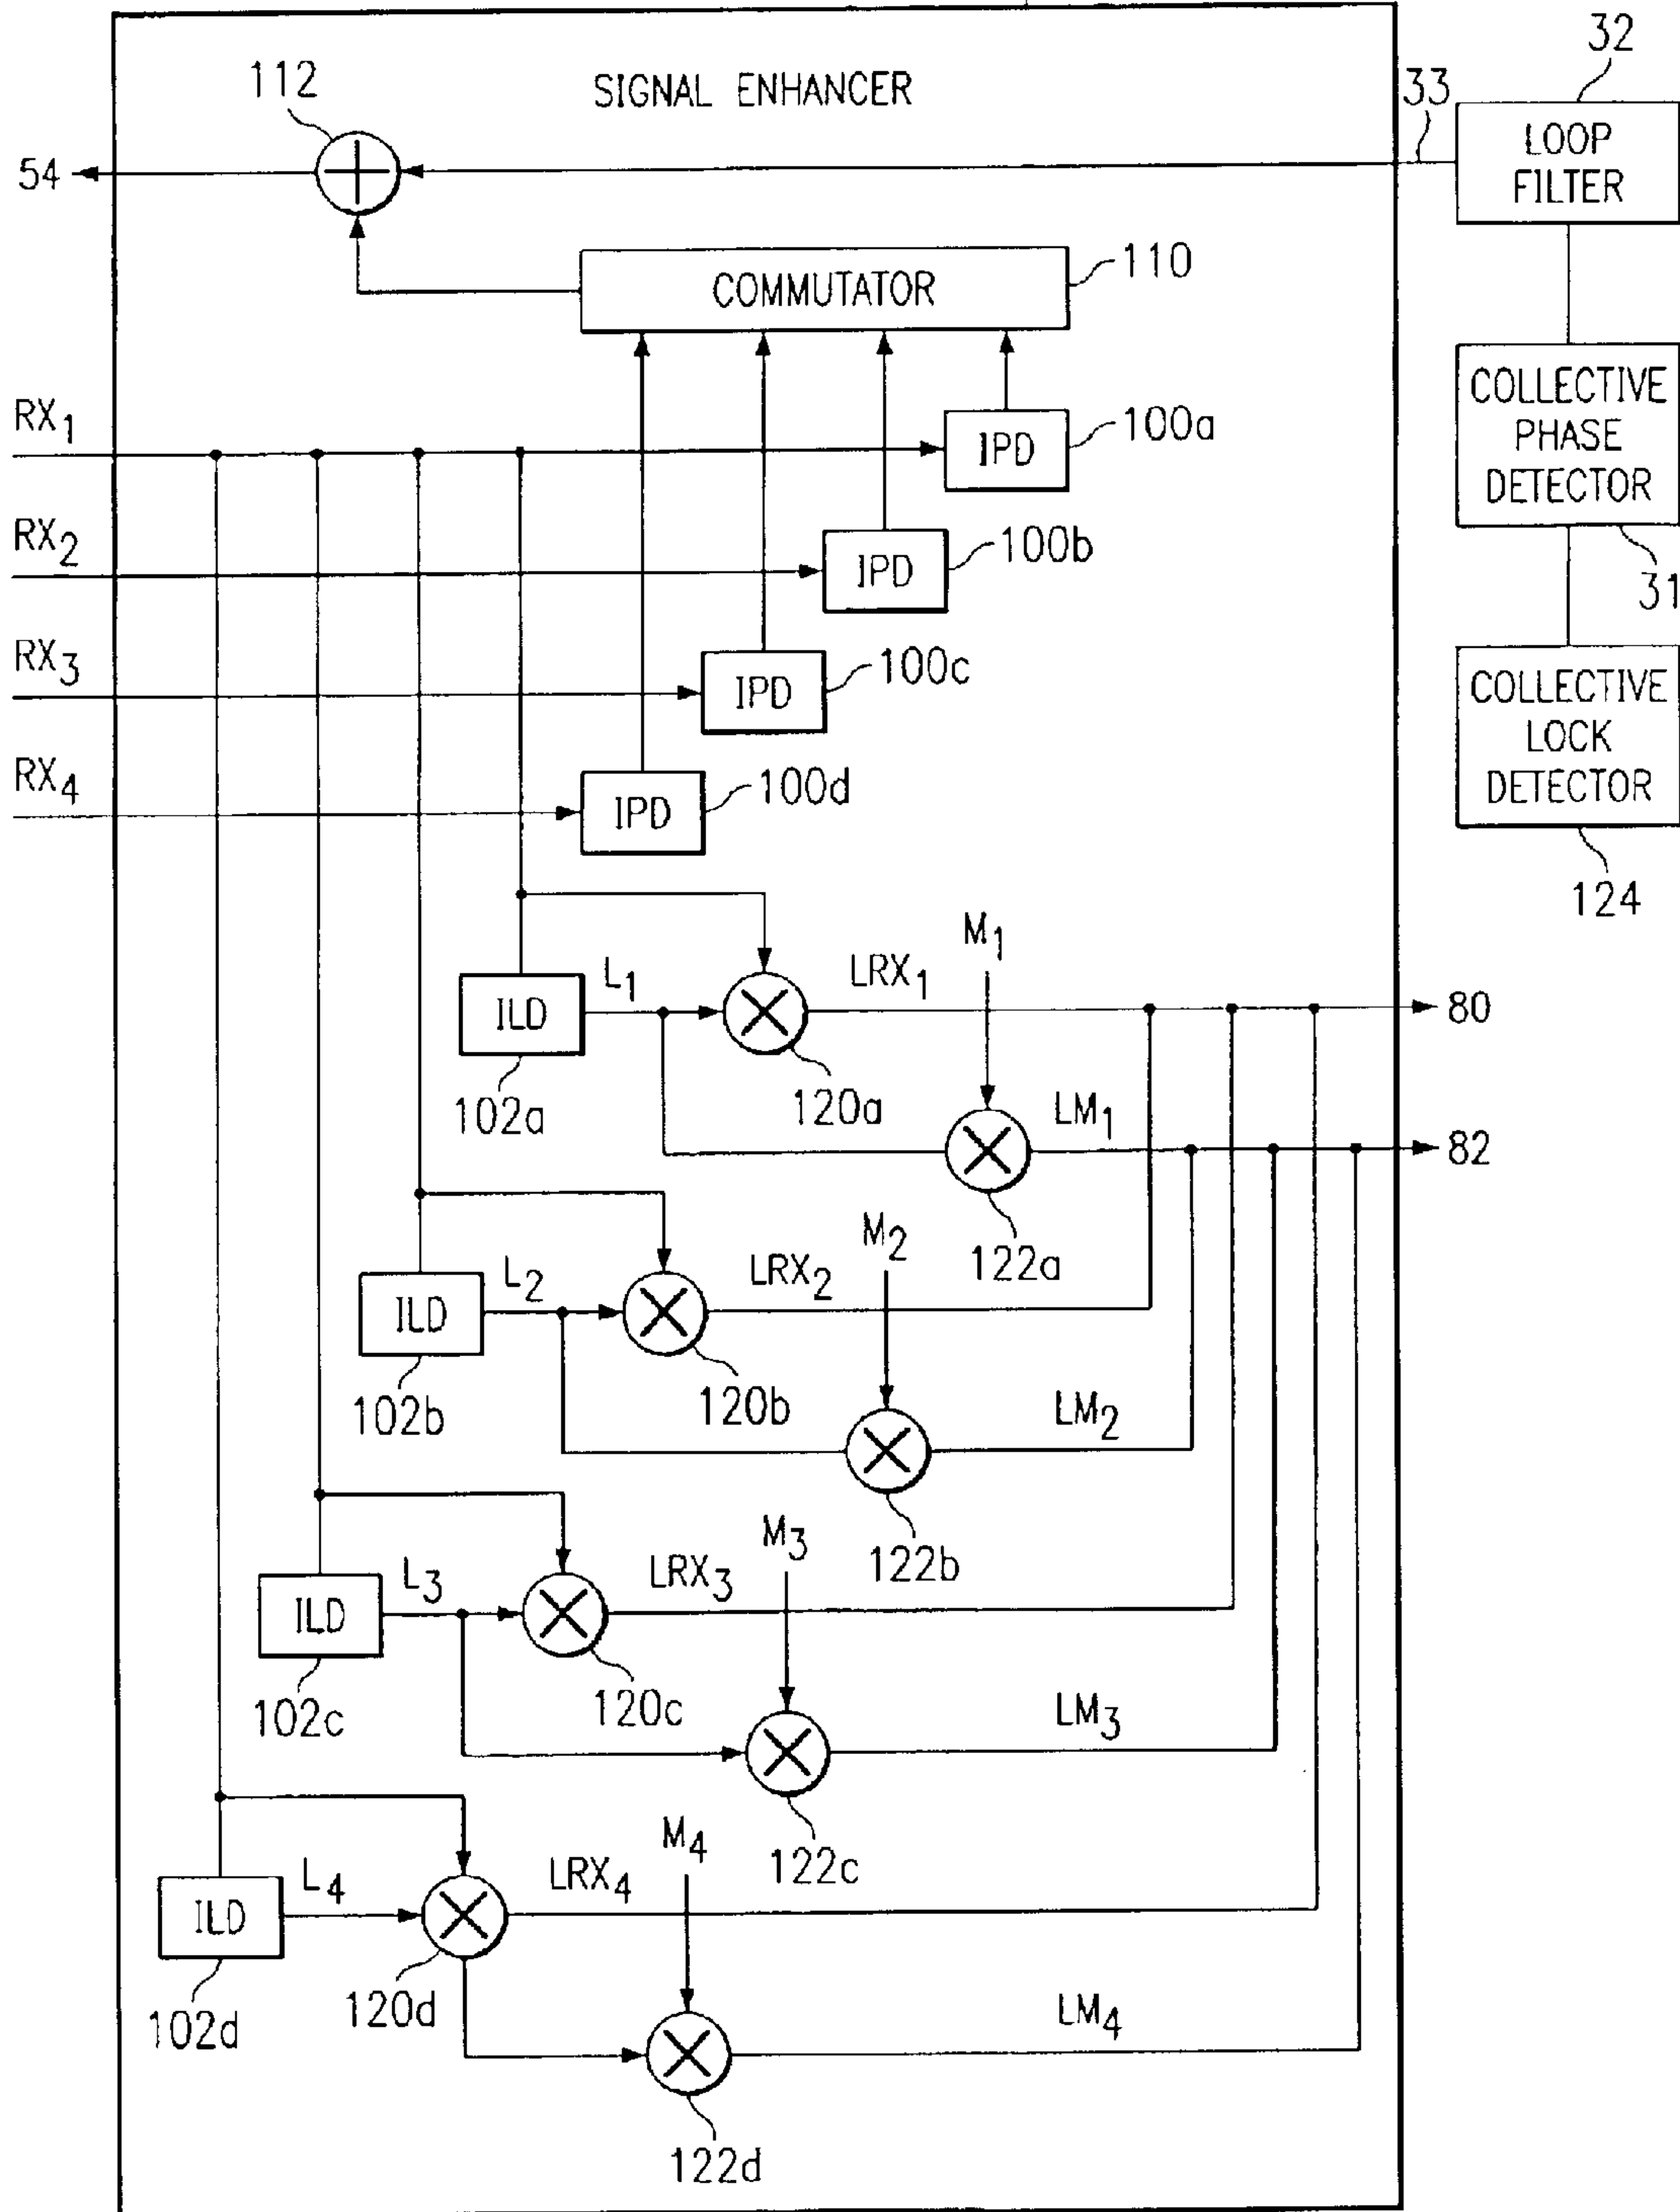 32
112
SIGNAL ENHANCER
33
LOOP
FILTER
54
COMMUTATOR
110
COLLECTIVE
PHASE
DETECTOR
31
RX1
IPD
100a
RX2
IPD
100b
RX3
IPD
100c
COLLECTIVE
LOCK
DETECTOR
124
RX4
IPD
100d
M1
L1
LRX1
ILD
80
102a
120a
LM1
82
122a
M2
L2
LRX2
ILD
102b
120b
LM2
122b
M3
L3
LRX3
ILD
102c
120c
LM3
122c
M4
L4
LRX4
ILD
102d
120d
LM4
122d